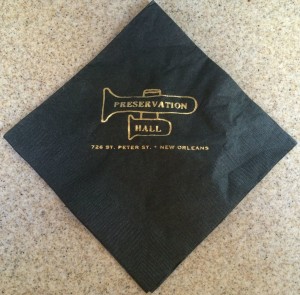 PRESERVATION
HALL
726 ST. PETER ST. * NEW ORLEANS